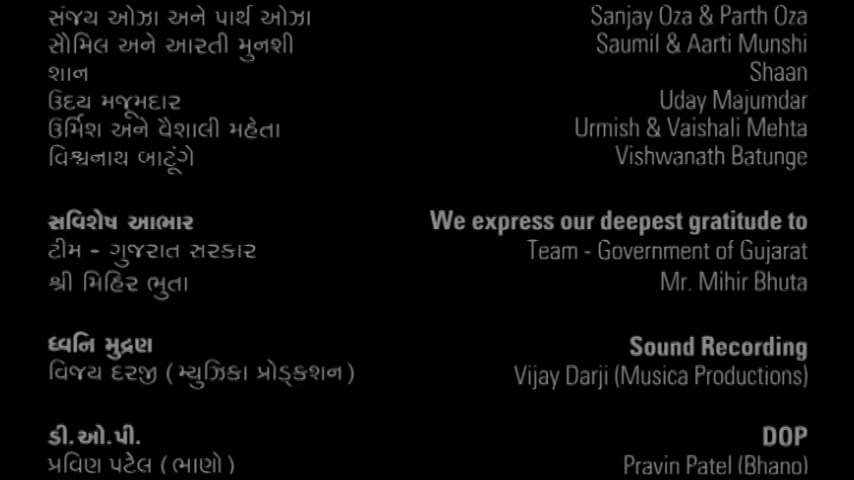 સંજય ઓઝા અને પાર્થ ઓઝા Sanjay Oza & Parth Oza
સૌમિલ અને આરતી મુનશી Saumil & Aarti Munshi
શાન Shaan
ઉદય મજૂમદાર Uday Majumdar
ઉર્મિશ અને વૈશાલી મહેતા Urmish & Vaishali Mehta
વિશ્વનાથ બાટૂંગે Vishwanath Batunge
સવિશેષ આભાર We express our deepest gratitude to
ટીમ - ગુજરાત સરકાર Team - Government of Gujarat
શ્રી મિહિર ભુતા Mr. Mihir Bhuta
ધ્વનિ મુદ્રણ Sound Recording
વિજય દરજી (મ્યુઝિકા પ્રોડ્કશન) Vijay Darji (Musica Productions)
ડી.ઓ.પી. DOP
પ્રવિણ પટેલ (ભાણો) Pravin Patel (Bhano)